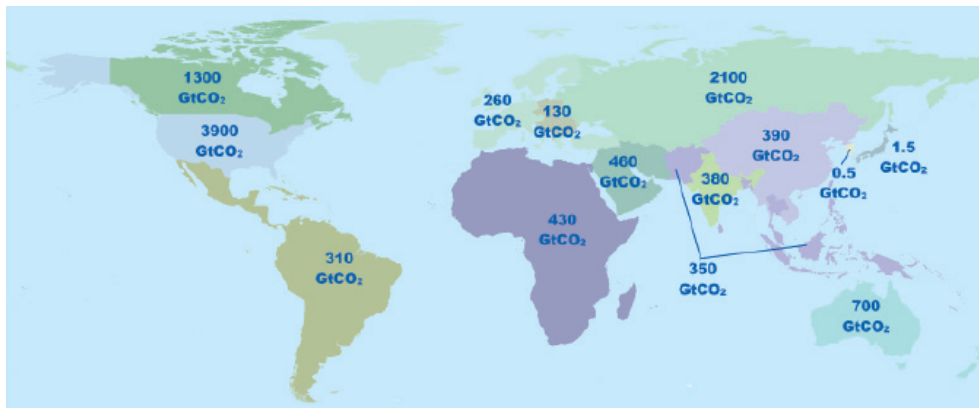 1300
GtCO₂
3900
GtCO₂
310
GtCO₂
260
GtCO₂
130
GtCO₂
2100
GtCO₂
460
GtCO₂
430
GtCO₂
380
GtCO₂
390
GtCO₂
1.5
GtCO₂
0.5
GtCO₂
350
GtCO₂
700
GtCO₂